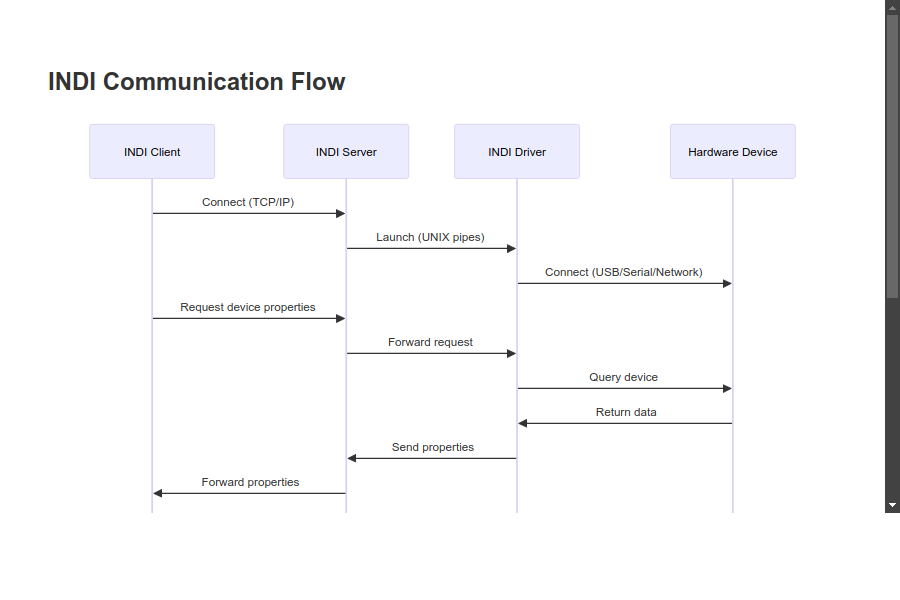 INDI Communication Flow
INDI Client
INDI Server
INDI Driver
Hardware Device
Connect (TCP/IP)
Launch (UNIX pipes)
Connect (USB/Serial/Network)
Request device properties
Forward request
Query device
Return data
Send properties
Forward properties